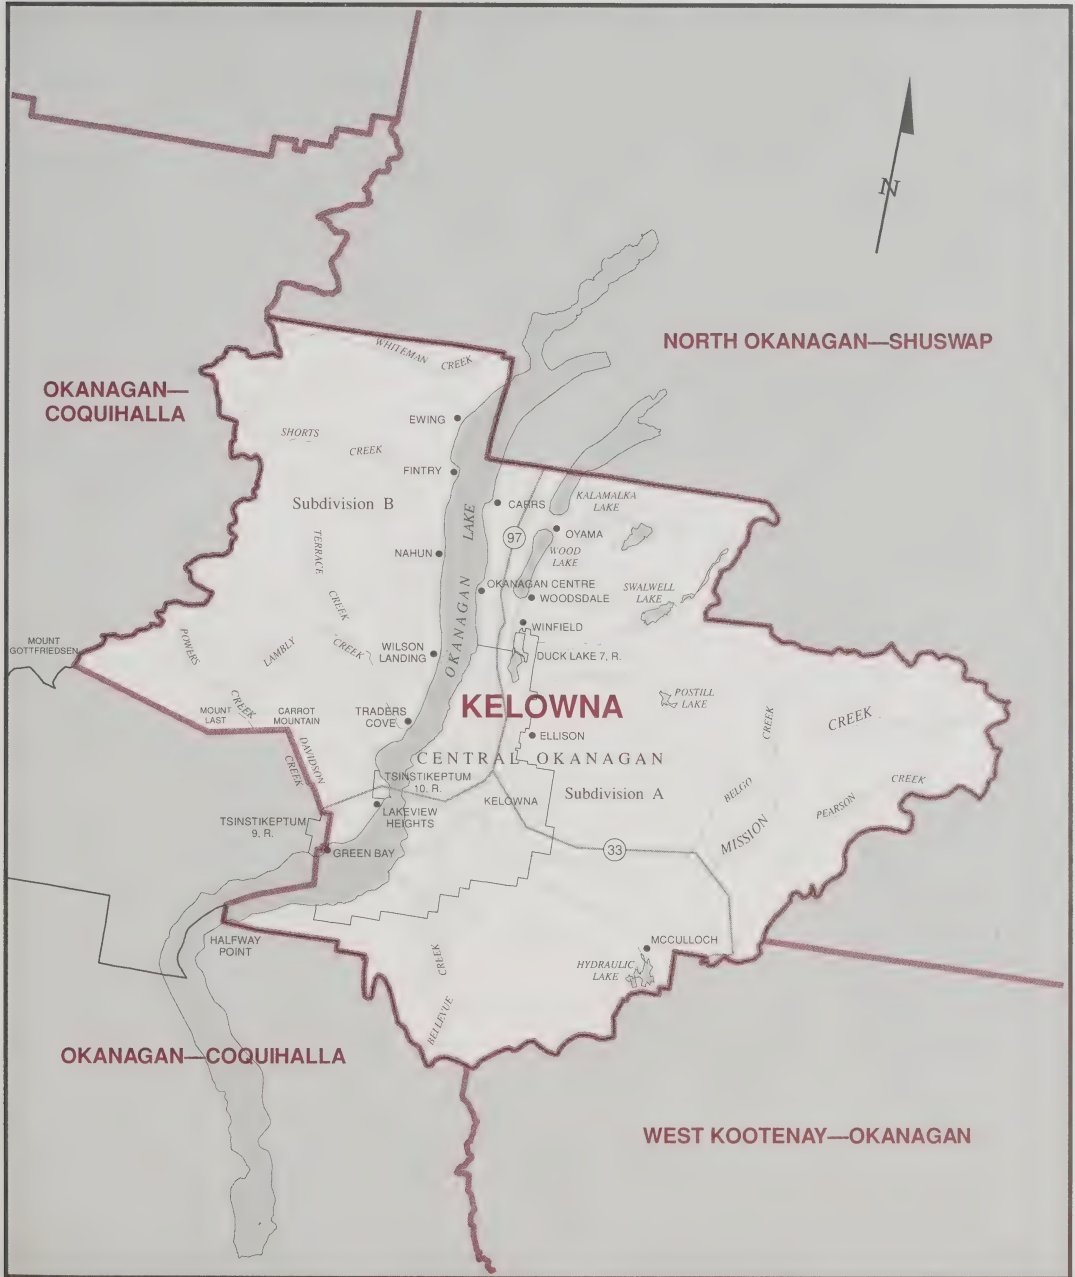 N
NORTH OKANAGAN—SHUSWAP
WHITEMAN CREEK
OKANAGAN—
COQUIHALLA
EWING
SHORTS
CREEK
FINTRY
Subdivision B
CARRS
KALAMALKA
LAKE
OKANAGAN LAKE
97
OYAMA
TERRACE
CREEK
NAHUN
WOOD
LAKE
OKANAGAN CENTRE
WOODSDALE
SWALWELL
LAKE
WINFIELD
MOUNT
GOTTFRIEDSEN
POWERS
CREEK
LAMBLY
CREEK
WILSON
LANDING
DUCK LAKE 7, R.
POSTILL
LAKE
KELOWNA
MOUNT
LAST
CARROT
MOUNTAIN
TRADERS
COVE
CREEK
CREEK
ELLISON
CENTRAL OKANAGAN
DAVIDSON
CREEK
TSINSTIKEPTUM
10, R.
KELOWNA
Subdivision A
BELGO
CREEK
PEARSON
LAKEVIEW
HEIGHTS
TSINSTIKEPTUM
9, R.
MISSION
GREEN BAY
33
HALFWAY
POINT
MCCULLOCH
CREEK
HYDRAULIC
LAKE
BELLEVUE
OKANAGAN—COQUIHALLA
WEST KOOTENAY—OKANAGAN